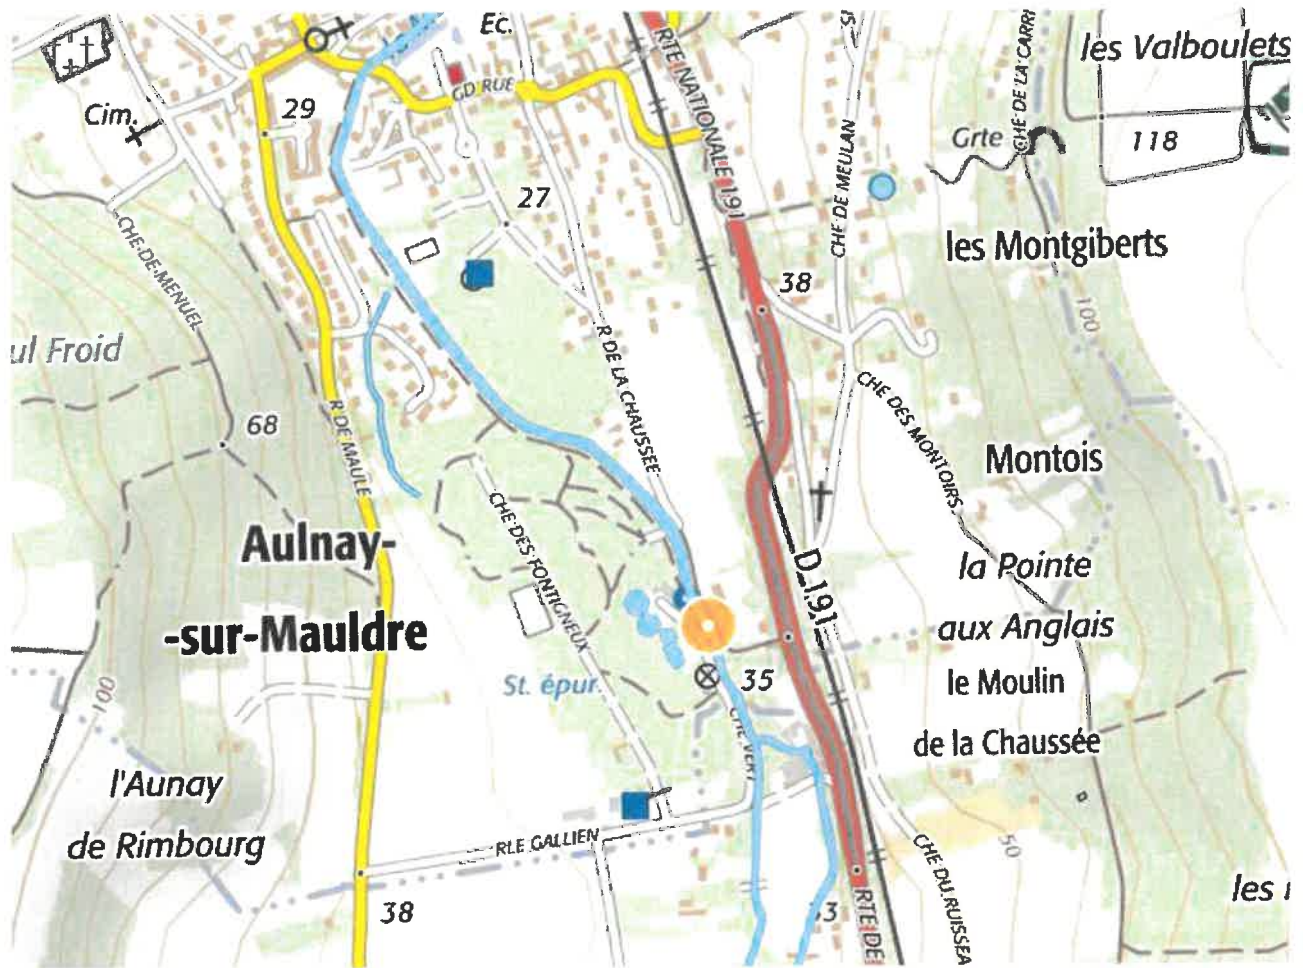 Ec.
les Valboulets
Cim.
29
GD RUE
RTE NATIONALE 191
CHE DE MEULAN
CHE DE LA CARRI
Grte
118
27
les Montgiberts
CHE DE MENUEL
38
100
ul Froid
R DE LA CHAUSSEE
CHE DES MONTOIRS
68
R DE MAULE
Montois
CHE DES FONTIGNEUX
Aulnay-
-sur-Mauldre
D 191
la Pointe
aux Anglais
le Moulin
de la Chaussée
100
St. épur.
35
CHE VERT
l'Aunay
de Rimbourg
RLE GALLIEN
50
CHE DU RUISSEA
38
33
RTE DE
les